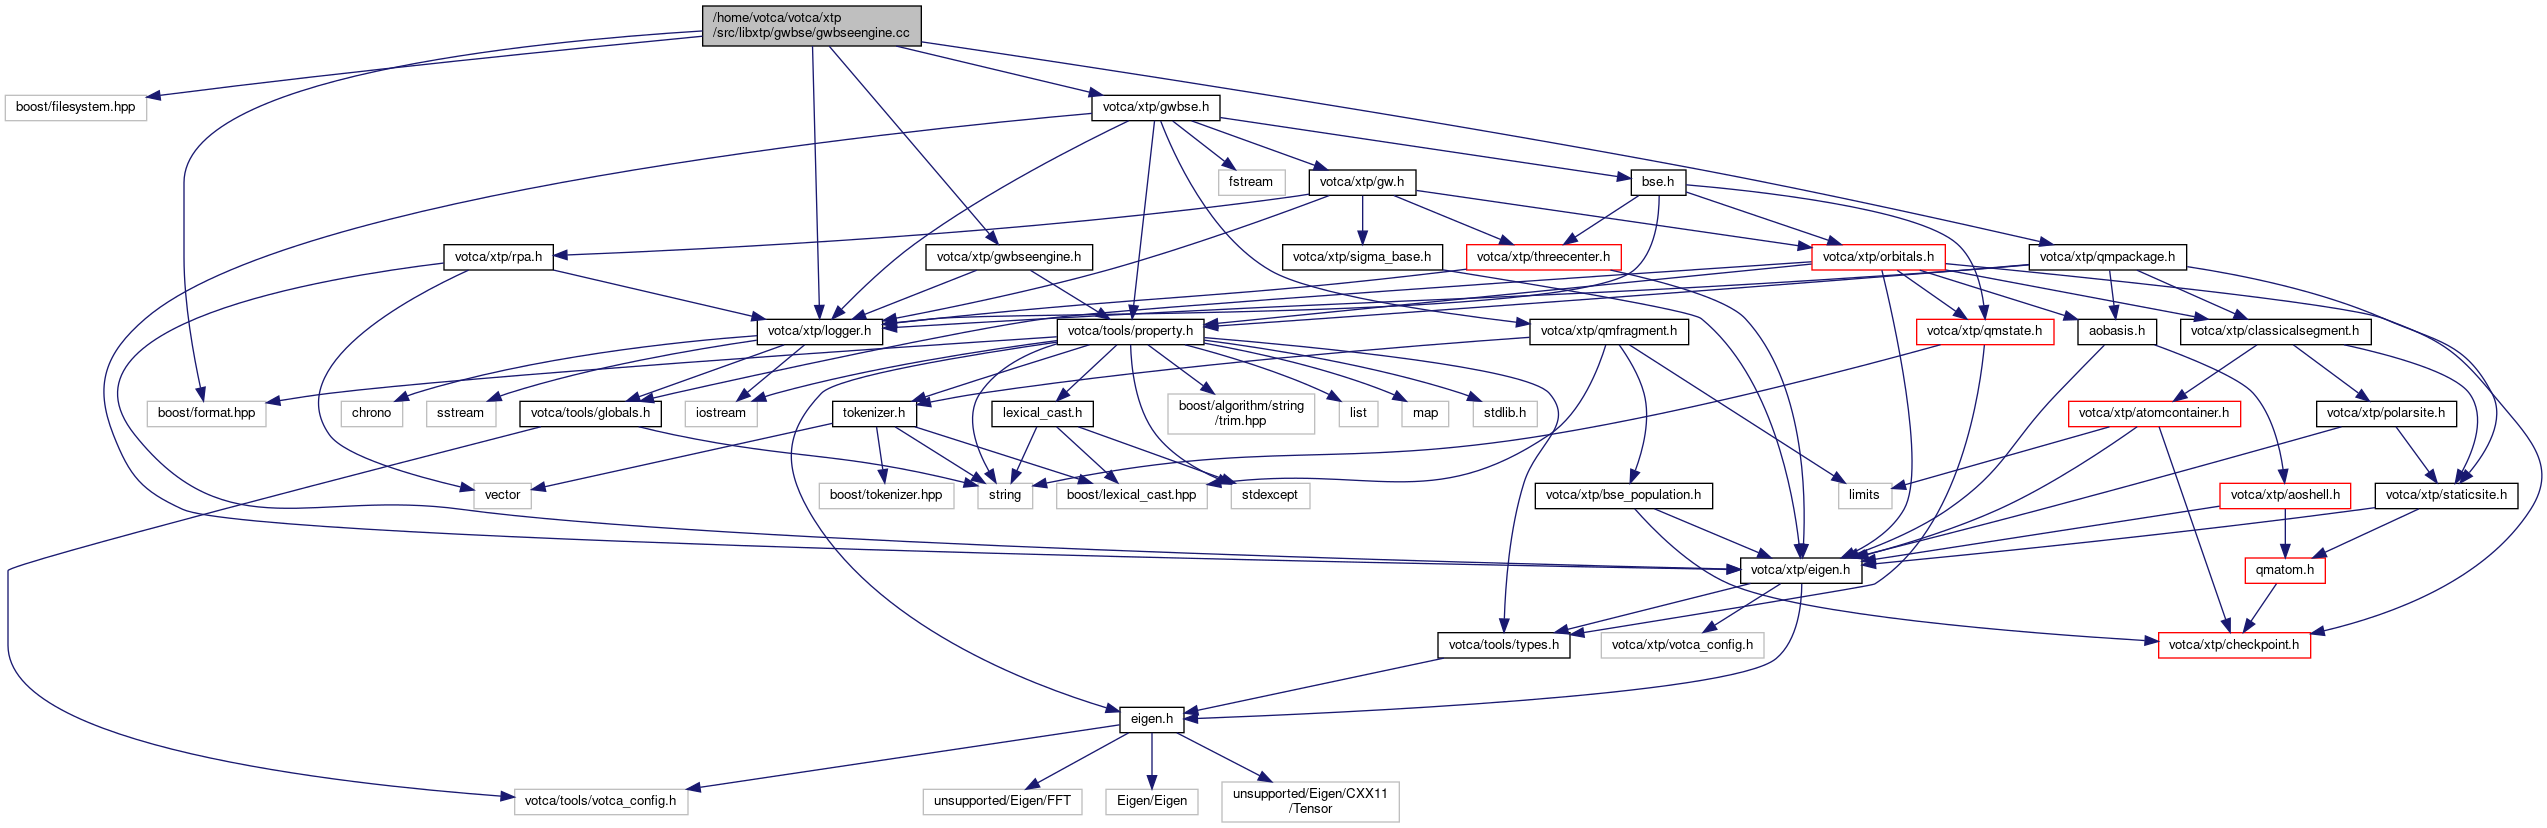 /home/votca/votca/xtp
/src/libxtp/gwbse/gwbseengine.cc
boost/filesystem.hpp
votca/xtp/gwbse.h
fstream
votca/xtp/gw.h
bse.h
votca/xtp/rpa.h
votca/xtp/gwbseengine.h
votca/xtp/sigma_base.h
votca/xtp/threecenter.h
votca/xtp/orbitals.h
votca/xtp/qmpackage.h
votca/xtp/logger.h
votca/tools/property.h
votca/xtp/qmfragment.h
votca/xtp/qmstate.h
aobasis.h
votca/xtp/classicalsegment.h
boost/format.hpp
chrono
sstream
votca/tools/globals.h
iostream
tokenizer.h
lexical_cast.h
boost/algorithm/string
/trim.hpp
list
map
stdlib.h
votca/xtp/atomcontainer.h
votca/xtp/polarsite.h
vector
boost/tokenizer.hpp
string
boost/lexical_cast.hpp
stdexcept
votca/xtp/bse_population.h
limits
votca/xtp/aoshell.h
votca/xtp/staticsite.h
votca/xtp/eigen.h
qmatom.h
votca/tools/types.h
votca/xtp/votca_config.h
votca/xtp/checkpoint.h
eigen.h
votca/tools/votca_config.h
unsupported/Eigen/FFT
Eigen/Eigen
unsupported/Eigen/CXX11
/Tensor